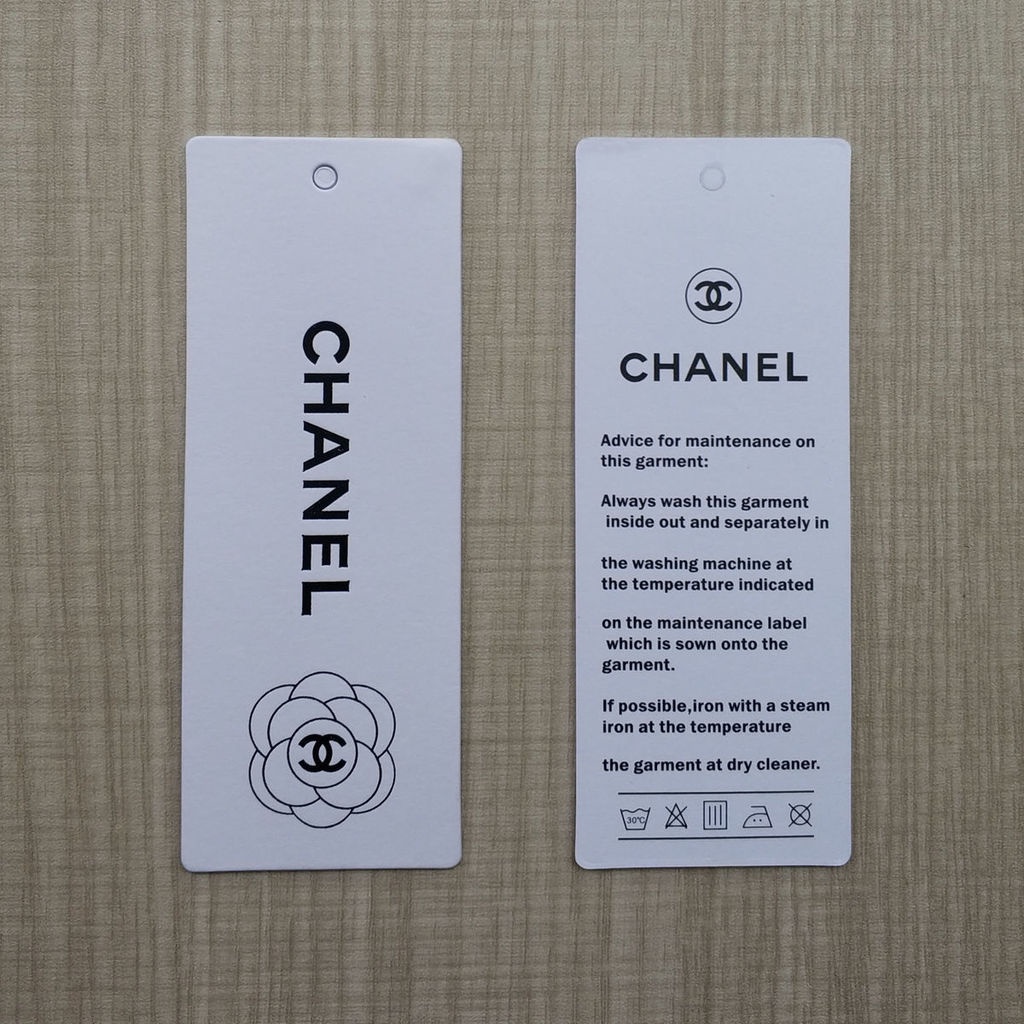 CHANEL
CHANEL
Advice for maintenance on
this garment:
Always wash this garment
inside out and separately in
the washing machine at
the temperature indicated
on the maintenance label
which is sown onto the
garment.
If possible,iron with a steam
iron at the temperature
the garment at dry cleaner.
30℃